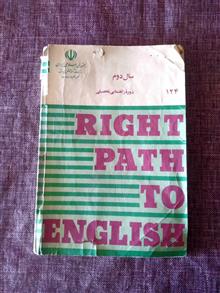 سال دوم
دورهٔ راهنمایی تحصیلی
۱۲۴
RIGHT
PATH
TO
ENGLISH